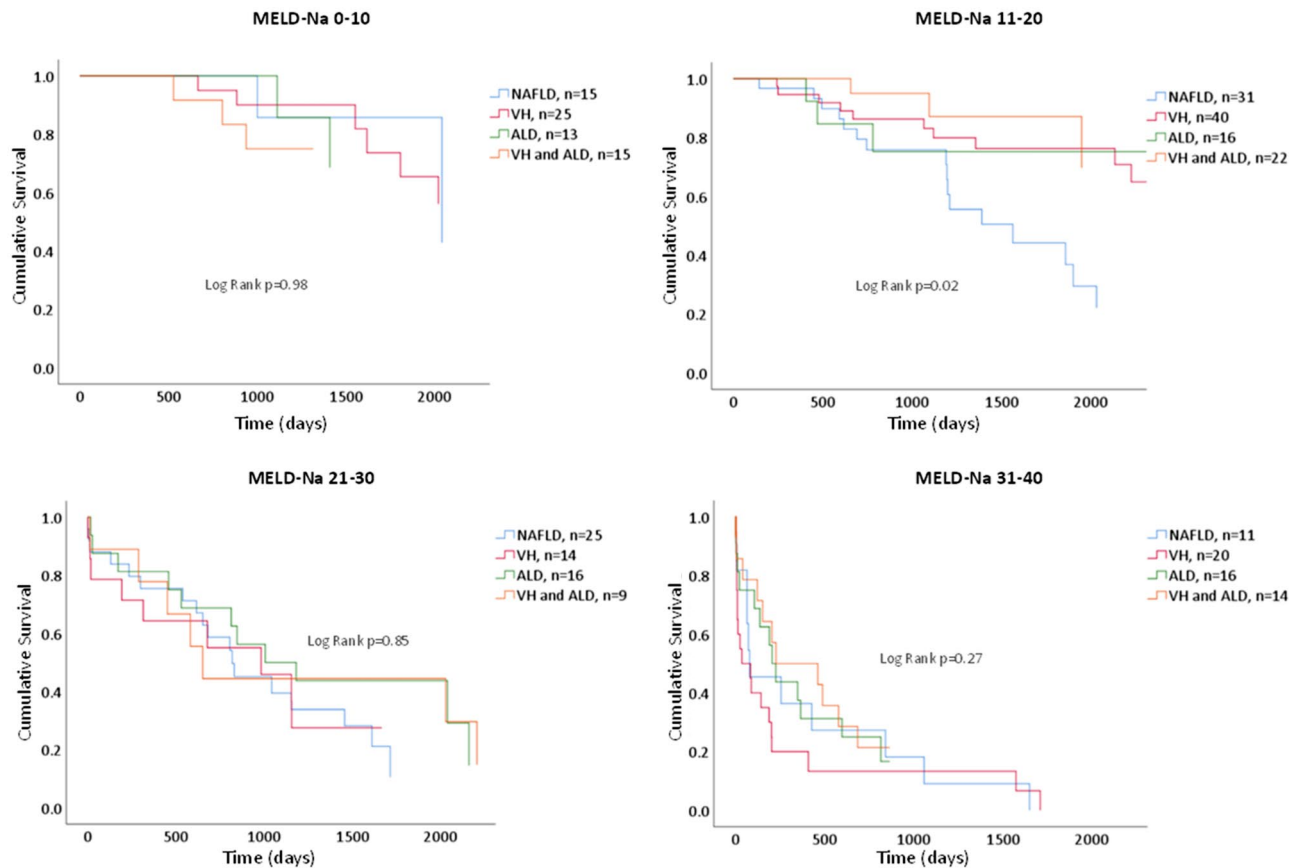 MELD-Na 0-10
Cumulative Survival
1.0
0.8
0.6
0.4
0.2
0.0
NAFLD, n=15
VH, n=25
ALD, n=13
VH and ALD, n=15
Log Rank p=0.98
0 500 1000 1500 2000
Time (days)
MELD-Na 11-20
Cumulative Survival
1.0
0.8
0.6
0.4
0.2
0.0
NAFLD, n=31
VH, n=40
ALD, n=16
VH and ALD, n=22
Log Rank p=0.02
0 500 1000 1500 2000
Time (days)
MELD-Na 21-30
Cumulative Survival
1.0
0.8
0.6
0.4
0.2
0.0
NAFLD, n=25
VH, n=14
ALD, n=16
VH and ALD, n=9
Log Rank p=0.85
0 500 1000 1500 2000
Time (days)
MELD-Na 31-40
Cumulative Survival
1.0
0.8
0.6
0.4
0.2
0.0
NAFLD, n=11
VH, n=20
ALD, n=16
VH and ALD, n=14
Log Rank p=0.27
0 500 1000 1500 2000
Time (days)